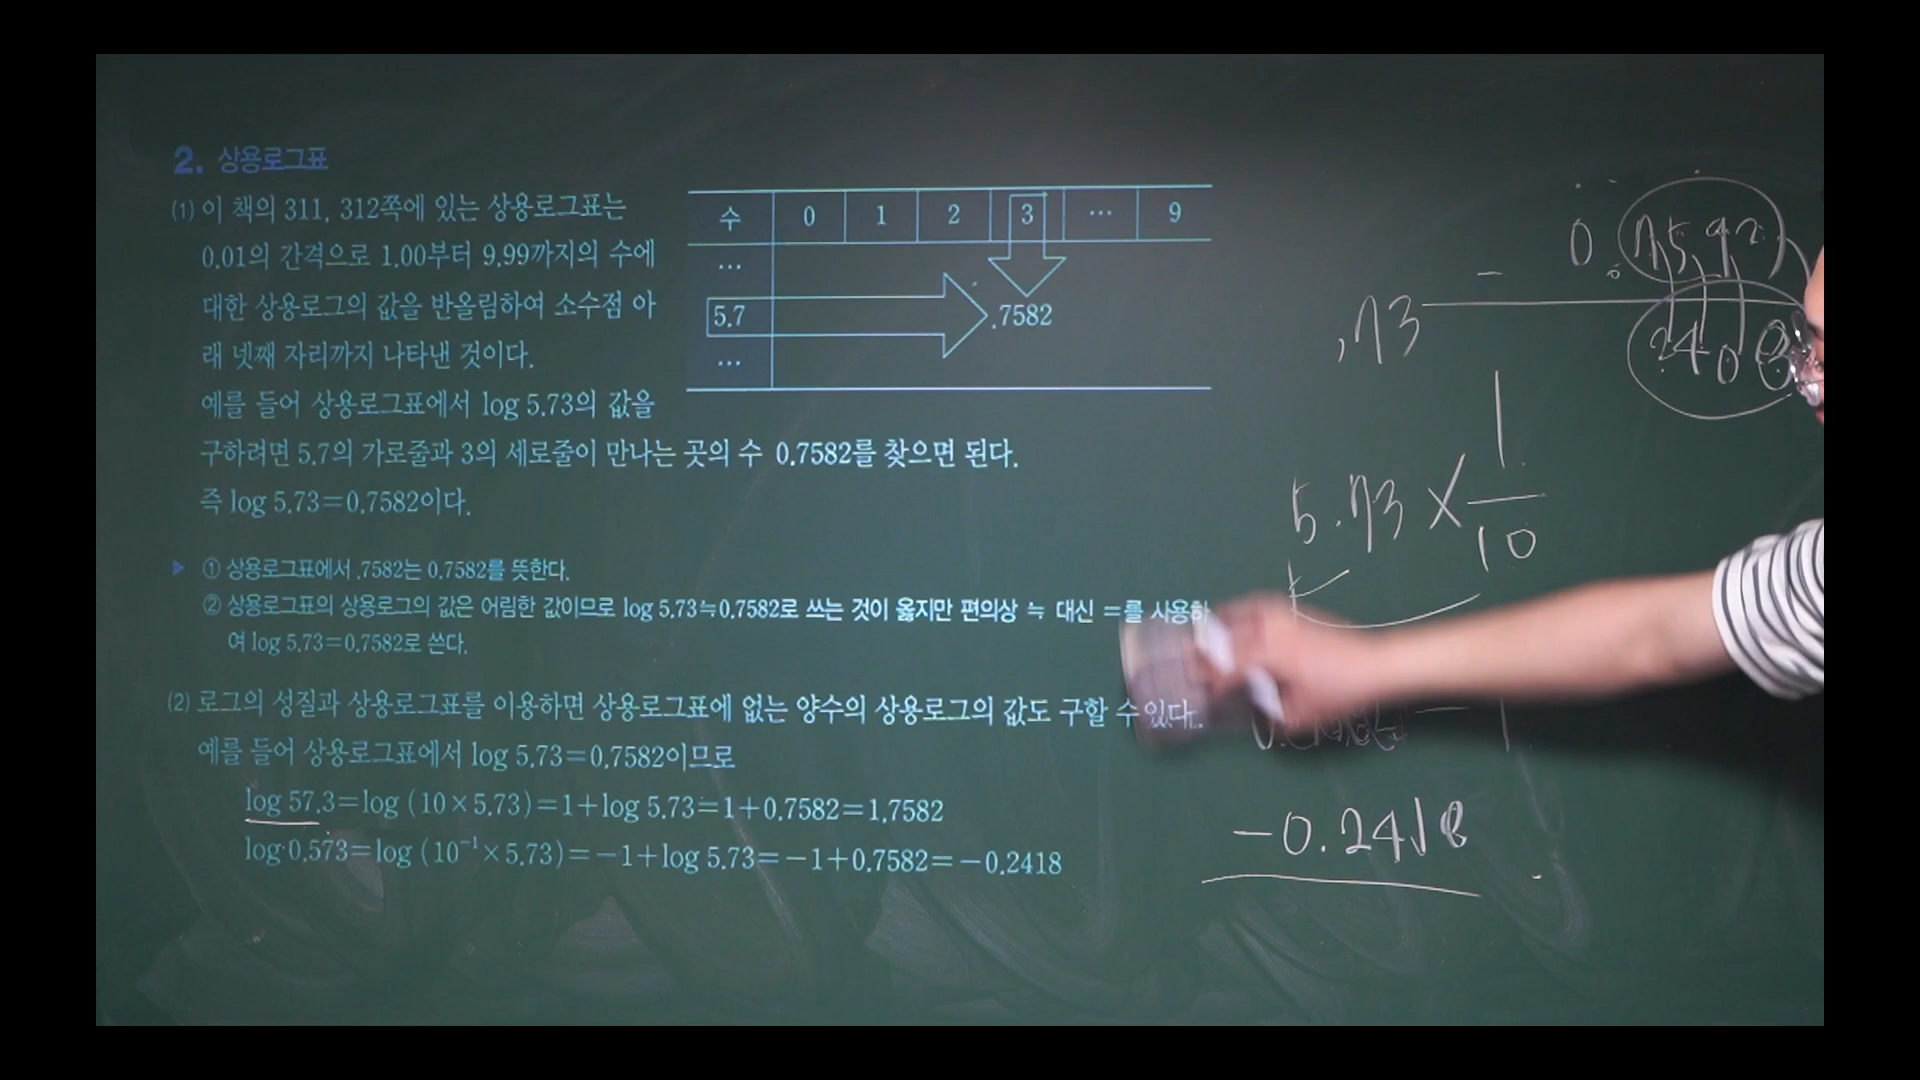 2. 상용로그표
(1) 이 책의 311, 312쪽에 있는 상용로그표는
0.01의 간격으로 1.00부터 9.99까지의 수에
대한 상용로그의 값을 반올림하여 소수점 아
래 넷째 자리까지 나타낸 것이다.
예를 들어 상용로그표에서 log 5.73의 값을
구하려면 5.7의 가로줄과 3의 세로줄이 만나는 곳의 수 0.7582를 찾으면 된다.
즉 log 5.73=0.7582이다.
수 0 1 2 3 … 9
…
5.7 .7582
…
▶ ① 상용로그표에서 .7582는 0.7582를 뜻한다.
② 상용로그표의 상용로그의 값은 어림한 값이므로 log 5.73≒0.7582로 쓰는 것이 옳지만 편의상 ≒ 대신 =를 사용하
여 log 5.73=0.7582로 쓴다.
(2) 로그의 성질과 상용로그표를 이용하면 상용로그표에 없는 양수의 상용로그의 값도 구할 수 있다.
예를 들어 상용로그표에서 log 5.73=0.7582이므로
log 57.3=log (10×5.73)=1+log 5.73=1+0.7582=1.7582
log 0.573=log (10⁻¹×5.73)=−1+log 5.73=−1+0.7582=−0.2418
.73
5.73 × 1/10
−0.2418